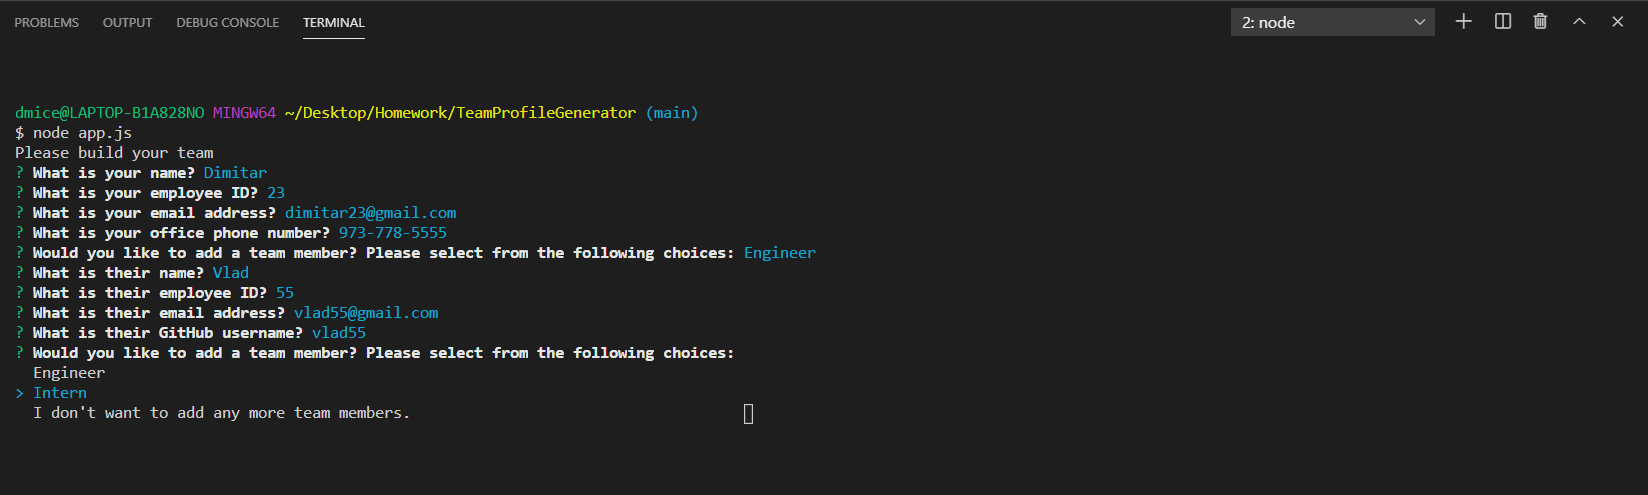 PROBLEMS OUTPUT DEBUG CONSOLE TERMINAL 2: node
dmice@LAPTOP-B1A828NO MINGW64 ~/Desktop/Homework/TeamProfileGenerator (main)
$ node app.js
Please build your team
? What is your name? Dimitar
? What is your employee ID? 23
? What is your email address? dimitar23@gmail.com
? What is your office phone number? 973-778-5555
? Would you like to add a team member? Please select from the following choices: Engineer
? What is their name? Vlad
? What is their employee ID? 55
? What is their email address? vlad55@gmail.com
? What is their GitHub username? vlad55
? Would you like to add a team member? Please select from the following choices:
  Engineer
> Intern
  I don't want to add any more team members.